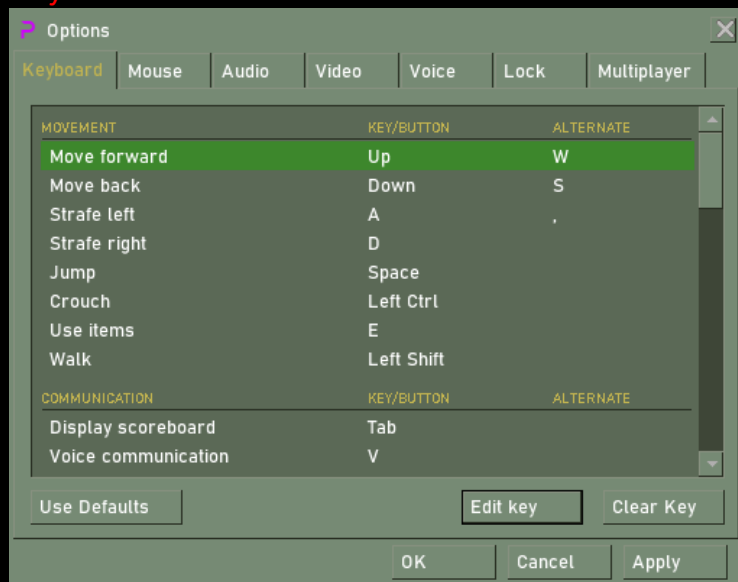 Options
Keyboard Mouse Audio Video Voice Lock Multiplayer
MOVEMENT KEY/BUTTON ALTERNATE
Move forward Up W
Move back Down S
Strafe left A ,
Strafe right D
Jump Space
Crouch Left Ctrl
Use items E
Walk Left Shift
COMMUNICATION KEY/BUTTON ALTERNATE
Display scoreboard Tab
Voice communication V
Use Defaults Edit key Clear Key
OK Cancel Apply